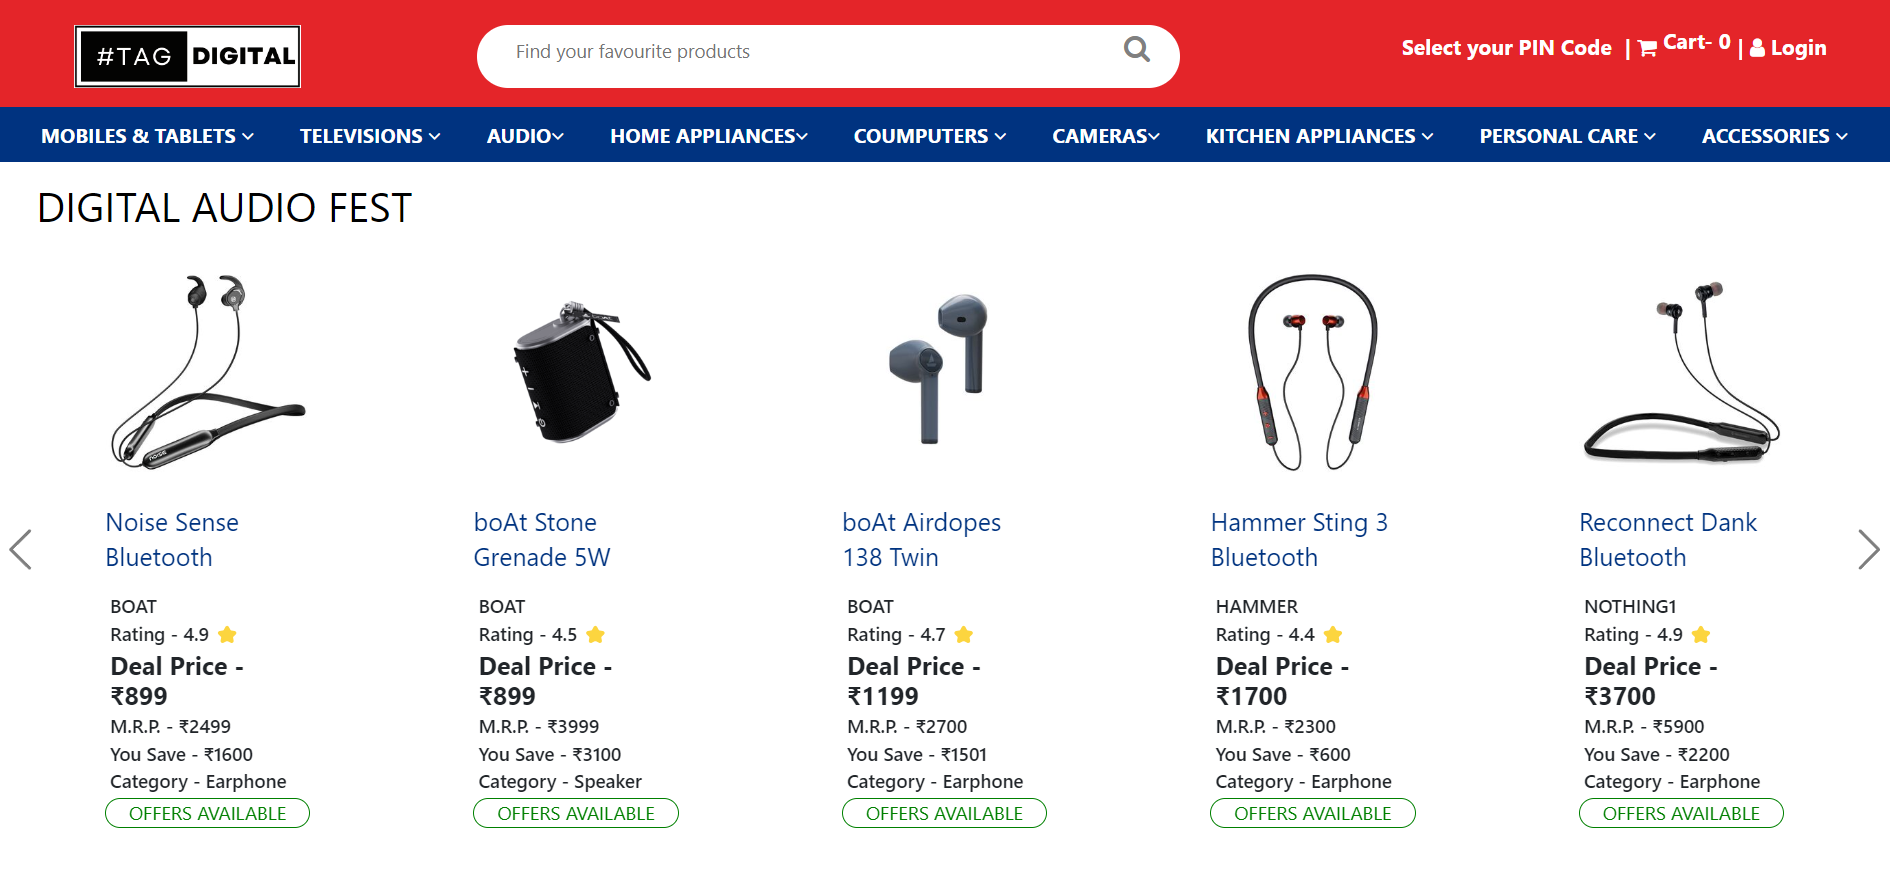 #TAG DIGITAL
Find your favourite products
Select your PIN Code | Cart- 0 | Login
MOBILES & TABLETS TELEVISIONS AUDIO HOME APPLIANCES COUMPUTERS CAMERAS KITCHEN APPLIANCES PERSONAL CARE ACCESSORIES
DIGITAL AUDIO FEST
Noise Sense
Bluetooth
BOAT
Rating - 4.9
Deal Price -
₹899
M.R.P. - ₹2499
You Save - ₹1600
Category - Earphone
OFFERS AVAILABLE
boAt Stone
Grenade 5W
BOAT
Rating - 4.5
Deal Price -
₹899
M.R.P. - ₹3999
You Save - ₹3100
Category - Speaker
OFFERS AVAILABLE
boAt Airdopes
138 Twin
BOAT
Rating - 4.7
Deal Price -
₹1199
M.R.P. - ₹2700
You Save - ₹1501
Category - Earphone
OFFERS AVAILABLE
Hammer Sting 3
Bluetooth
HAMMER
Rating - 4.4
Deal Price -
₹1700
M.R.P. - ₹2300
You Save - ₹600
Category - Earphone
OFFERS AVAILABLE
Reconnect Dank
Bluetooth
NOTHING1
Rating - 4.9
Deal Price -
₹3700
M.R.P. - ₹5900
You Save - ₹2200
Category - Earphone
OFFERS AVAILABLE